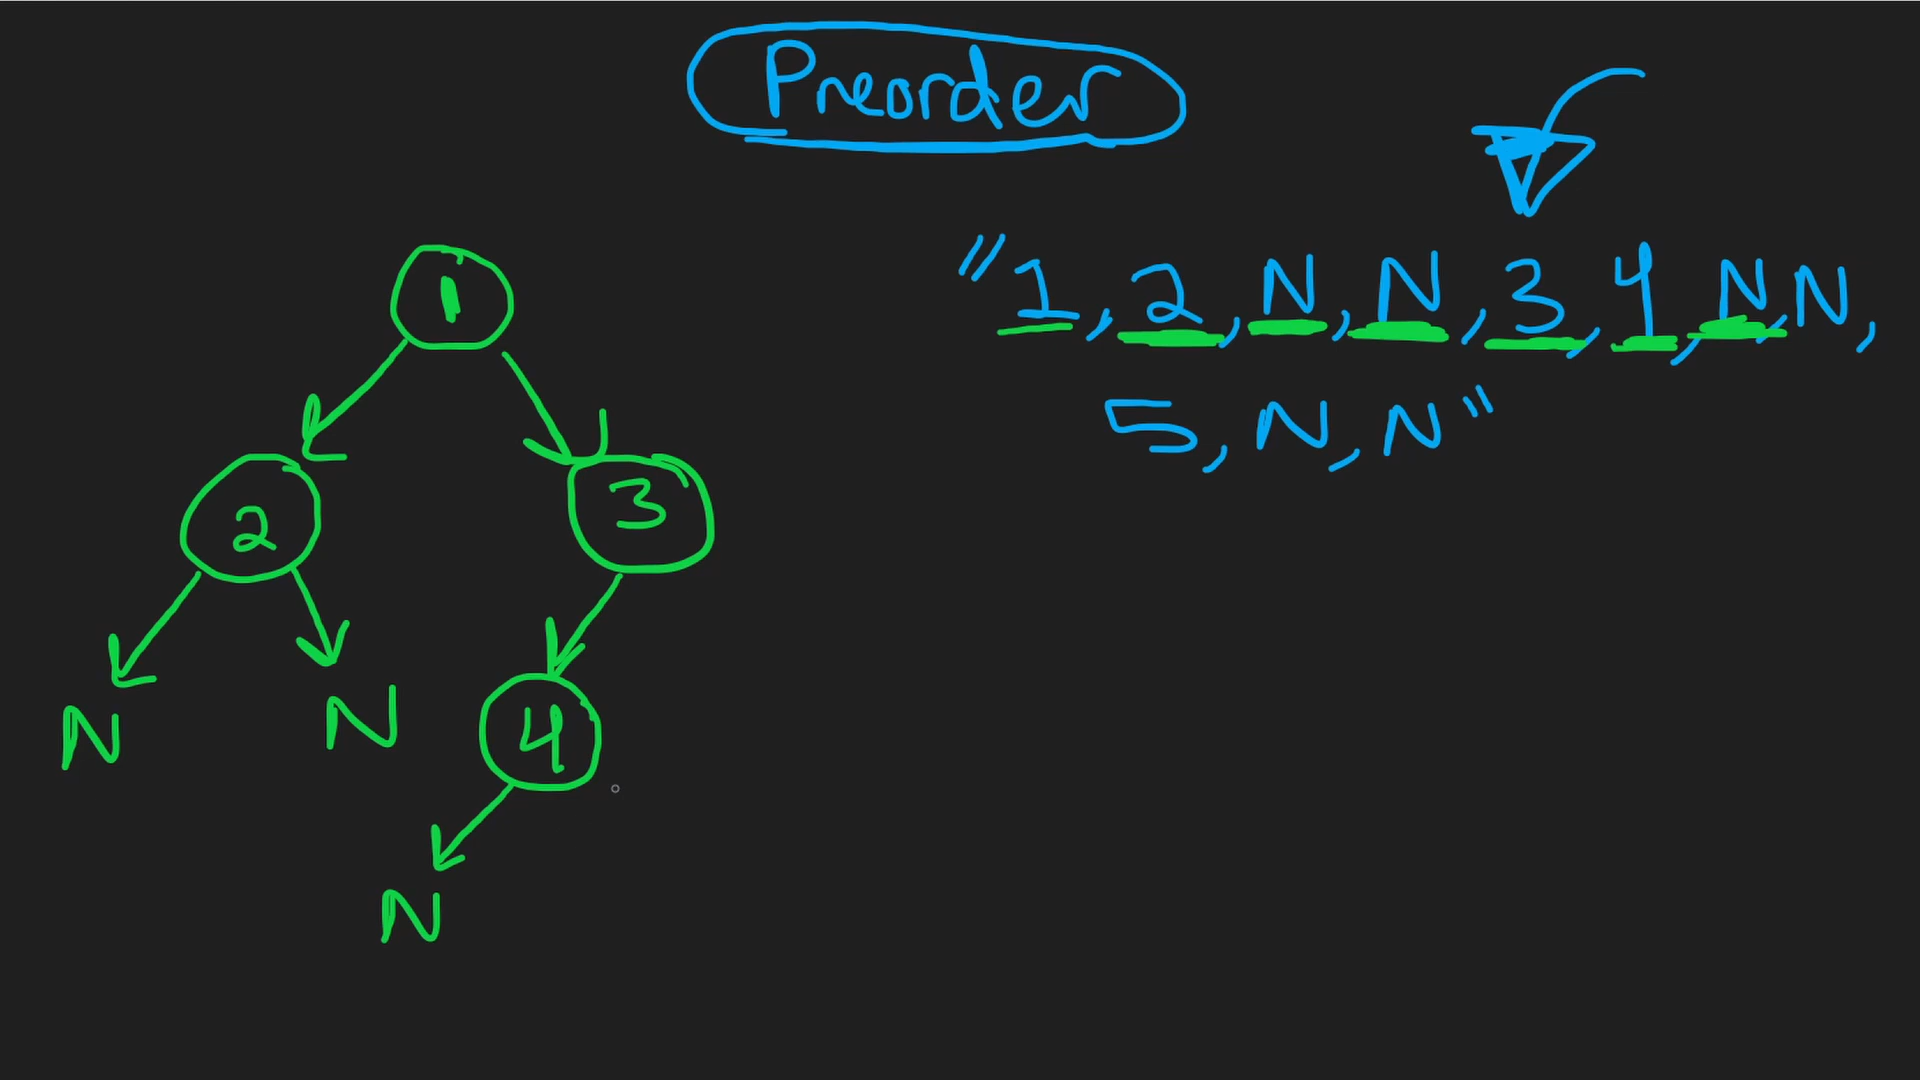 Preorder
"1, 2, N, N, 3, 4, N, N,
5, N, N"
1
2 3
N N 4
N